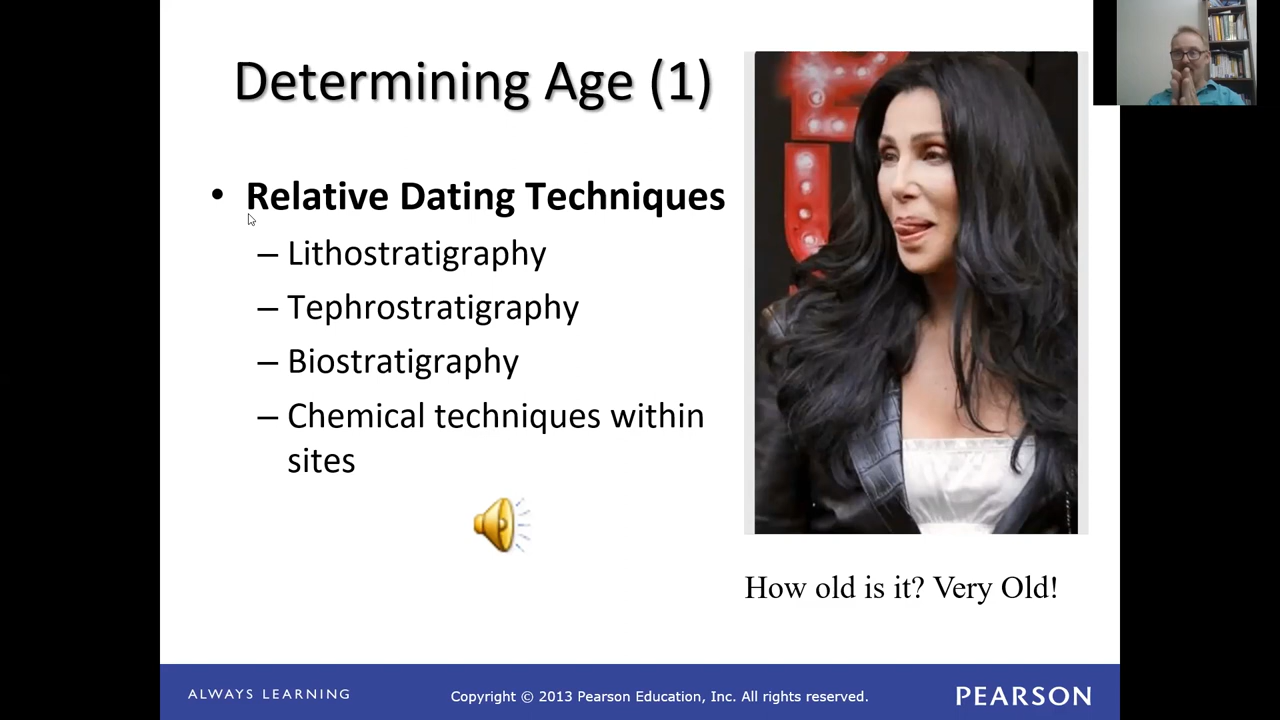 Determining Age (1)
• Relative Dating Techniques
– Lithostratigraphy
– Tephrostratigraphy
– Biostratigraphy
– Chemical techniques within
sites
How old is it? Very Old!
ALWAYS LEARNING
Copyright © 2013 Pearson Education, Inc. All rights reserved.
PEARSON